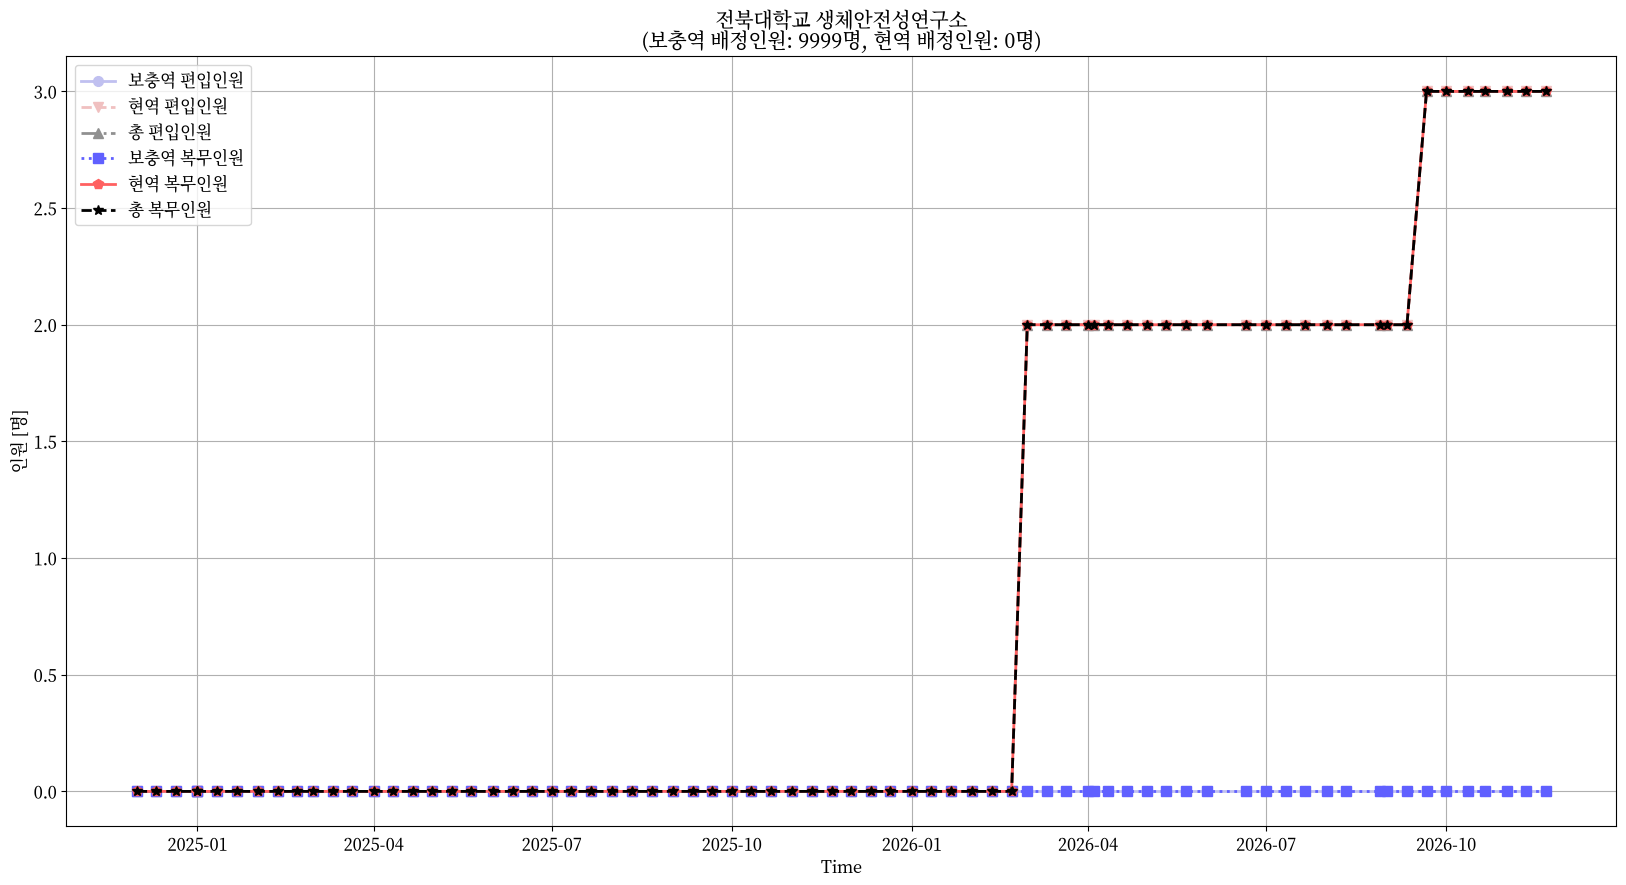 전북대학교 생체안전성연구소
(보충역 배정인원: 9999명, 현역 배정인원: 0명)
보충역 편입인원
현역 편입인원
총 편입인원
보충역 복무인원
현역 복무인원
총 복무인원
인원 [명]
3.0
2.5
2.0
1.5
1.0
0.5
0.0
2025-01
2025-04
2025-07
2025-10
2026-01
2026-04
2026-07
2026-10
Time